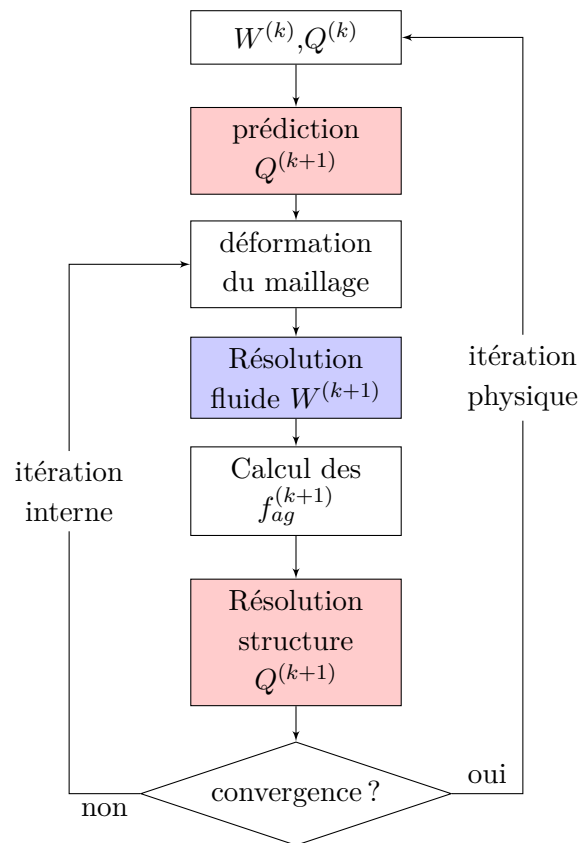 W^(k),Q^(k)
prédiction
Q^(k+1)
déformation
du maillage
Résolution
fluide W^(k+1)
itération
physique
Calcul des
f_ag^(k+1)
itération
interne
Résolution
structure
Q^(k+1)
convergence ?
oui
non